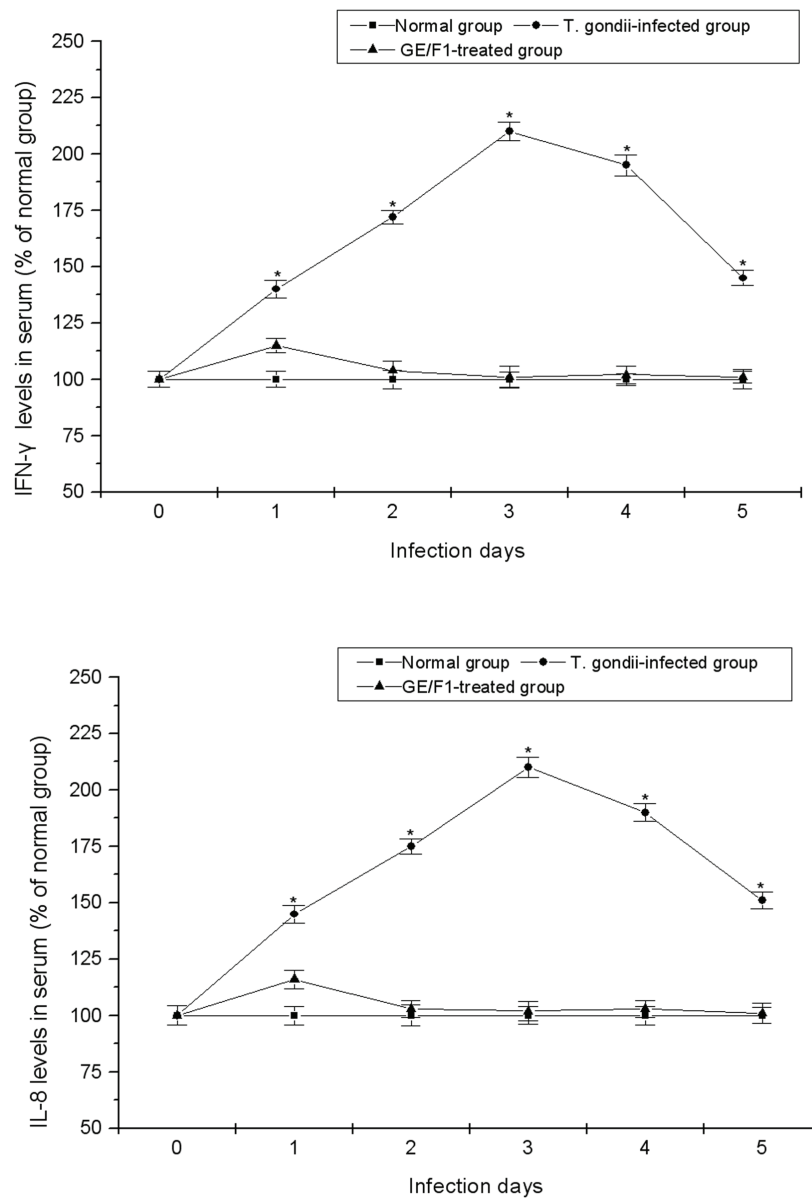 Normal group T. gondii-infected group
GE/F1-treated group
IFN-γ levels in serum (% of normal group)
250
225
200
175
150
125
100
75
50
* * * * *
0 1 2 3 4 5
Infection days
Normal group T. gondii-infected group
GE/F1-treated group
IL-8 levels in serum (% of normal group)
250
225
200
175
150
125
100
75
50
* * * * *
0 1 2 3 4 5
Infection days